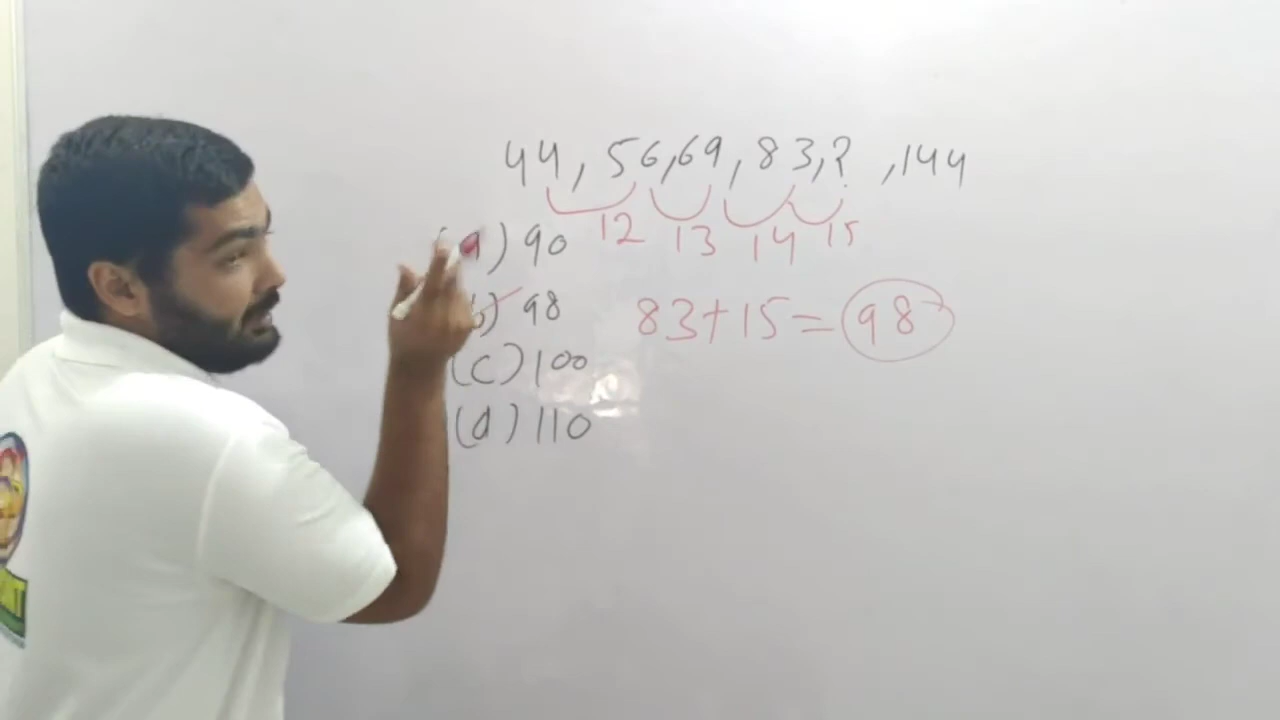 44, 56, 69, 83, ?, 144
12 13 14 15
(a) 90
(b) 98
83+15=98
(c) 100
(d) 110